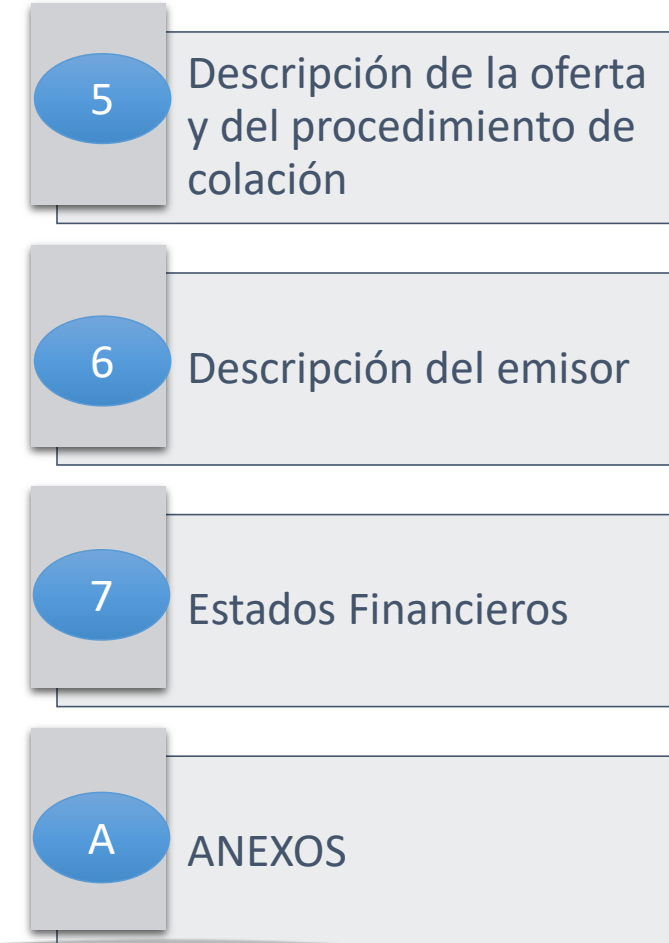 5
Descripción de la oferta
y del procedimiento de
colación
6
Descripción del emisor
7
Estados Financieros
A
ANEXOS